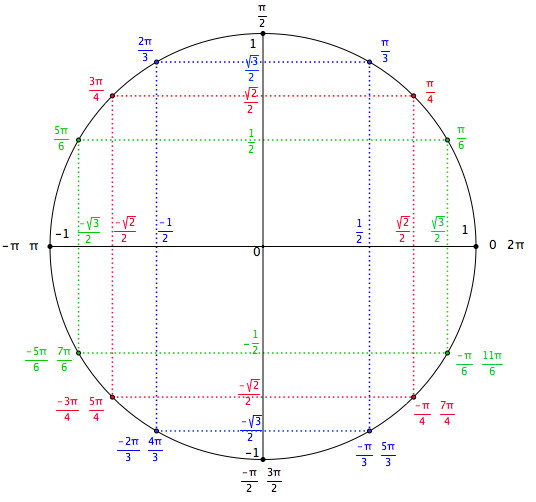 π/2
2π/3 1 π/3
√3/2
3π/4 √2/2 π/4
5π/6 1/2 π/6
-√3/2 -√2/2 -1/2 1/2 √2/2 √3/2
-π π -1 0 1 0 2π
-5π/6 7π/6 -1/2 -π/6 11π/6
-3π/4 5π/4 -√2/2 -π/4 7π/4
-2π/3 4π/3 -√3/2 -π/3 5π/3
-1
-π/2 3π/2